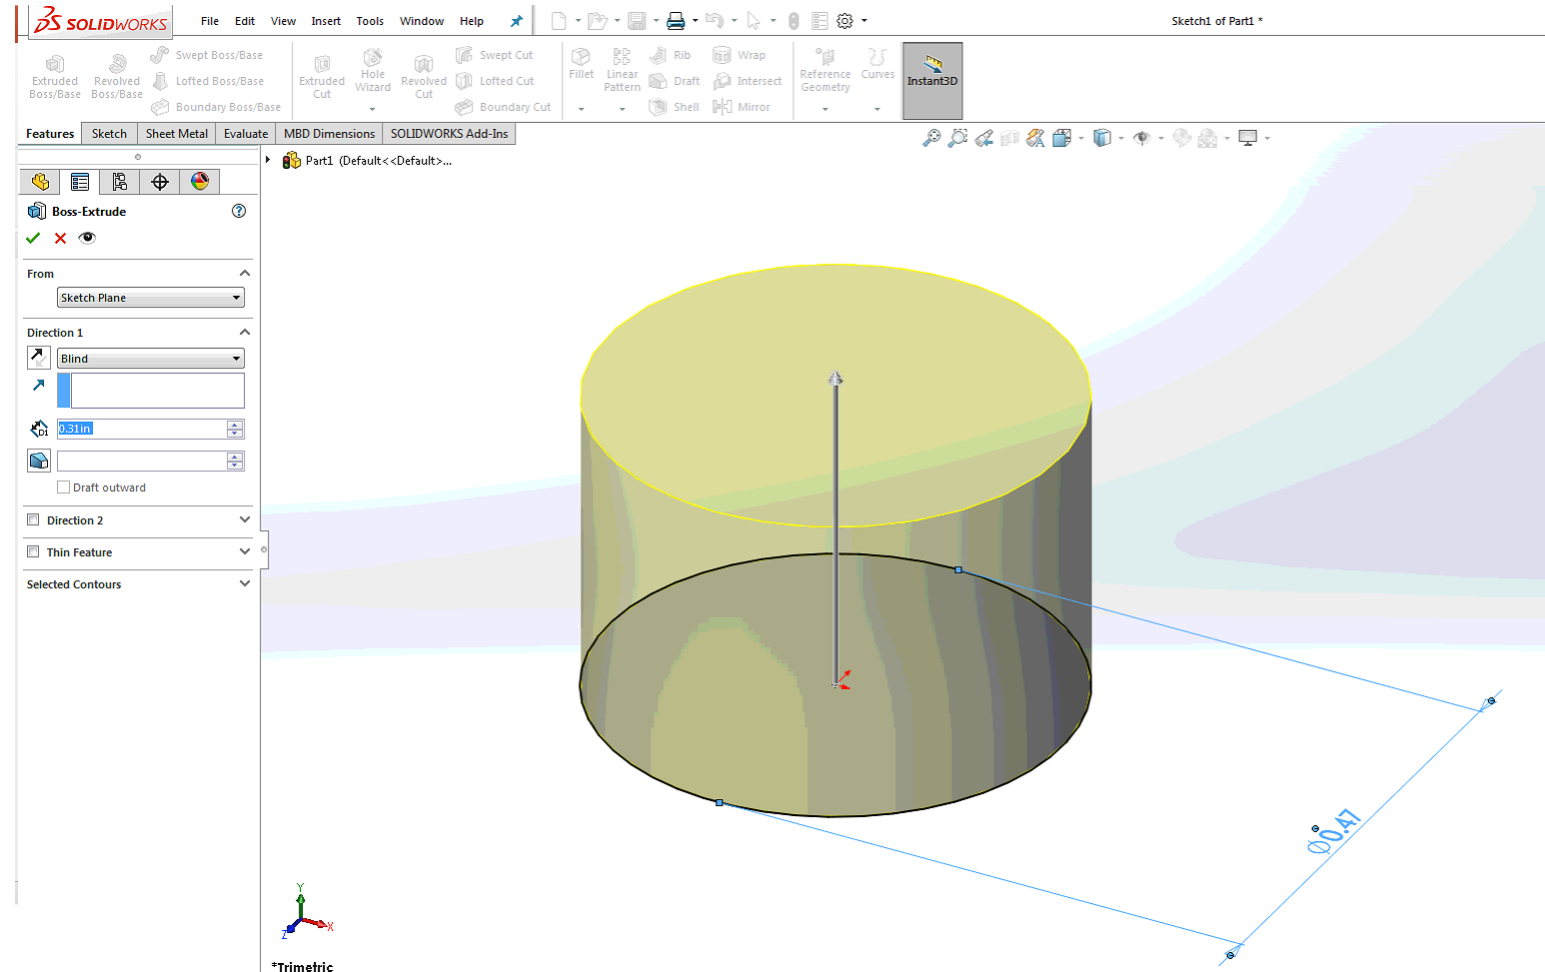 SOLIDWORKS File Edit View Insert Tools Window Help Sketch1 of Part1 *
Extruded Boss/Base
Revolved Boss/Base
Swept Boss/Base
Lofted Boss/Base
Boundary Boss/Base
Extruded Cut
Hole Wizard
Revolved Cut
Swept Cut
Lofted Cut
Boundary Cut
Fillet
Linear Pattern
Rib
Draft
Shell
Wrap
Intersect
Mirror
Reference Geometry
Curves
Instant3D
Features Sketch Sheet Metal Evaluate MBD Dimensions SOLIDWORKS Add-Ins
Part1 (Default<<Default>...
Boss-Extrude
From
Sketch Plane
Direction 1
Blind
D1
0.31in
Draft outward
Direction 2
Thin Feature
Selected Contours
∅0.47
Y
X
Z
*Trimetric